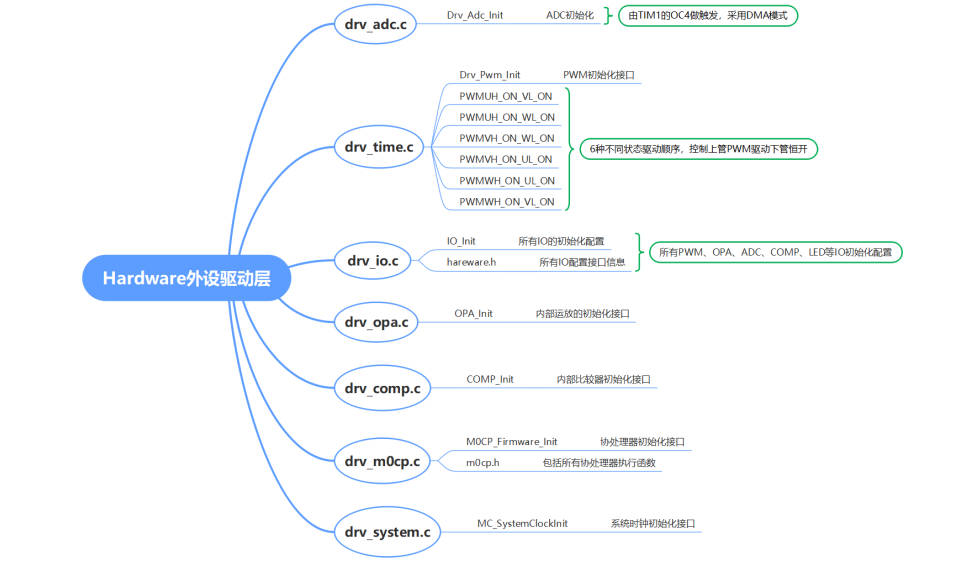 Hardware外设驱动层
drv_adc.c
Drv_Adc_Init ADC初始化
由TIM1的OC4做触发，采用DMA模式
drv_time.c
Drv_Pwm_Init PWM初始化接口
PWMUH_ON_VL_ON
PWMUH_ON_WL_ON
PWMVH_ON_WL_ON
PWMVH_ON_UL_ON
PWMWH_ON_UL_ON
PWMWH_ON_VL_ON
6种不同状态驱动顺序，控制上管PWM驱动下管恒开
drv_io.c
IO_Init 所有IO的初始化配置
hareware.h 所有IO配置接口信息
所有PWM、OPA、ADC、COMP、LED等IO初始化配置
drv_opa.c
OPA_Init 内部运放的初始化接口
drv_comp.c
COMP_Init 内部比较器初始化接口
drv_m0cp.c
M0CP_Firmware_Init 协处理器初始化接口
m0cp.h 包括所有协处理器执行函数
drv_system.c
MC_SystemClockInit 系统时钟初始化接口